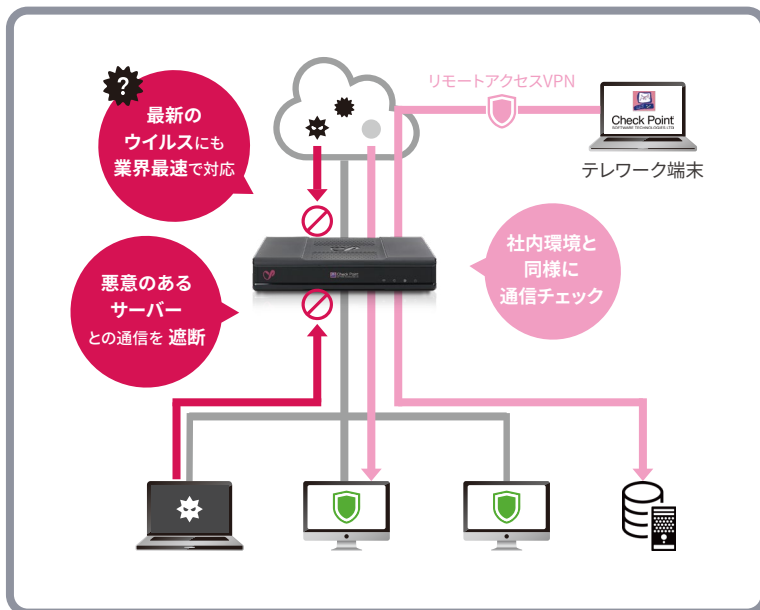 ?
最新の
ウイルスにも
業界最速で対応
リモートアクセスVPN
Check Point
SOFTWARE TECHNOLOGIES LTD.
テレワーク端末
社内環境と
同様に
通信チェック
Check Point
悪意のある
サーバー
との通信を 遮断